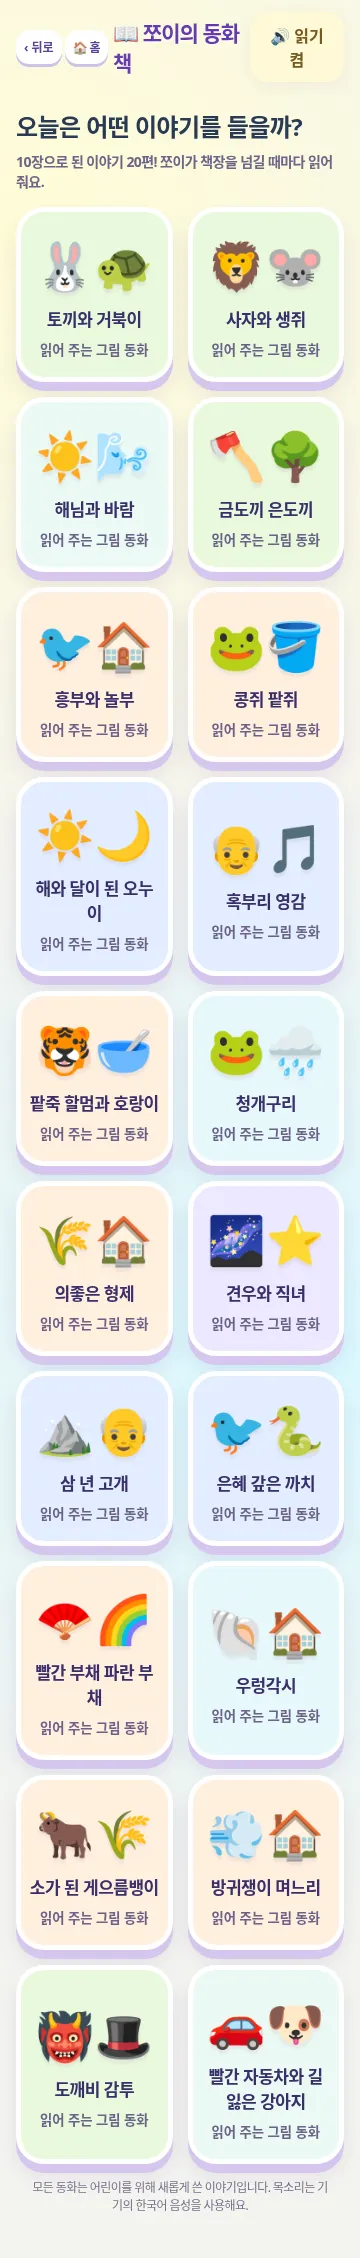 ‹ 뒤로 🏠 홈 📖 쪼이의 동화
책
🔊 읽기
켬
오늘은 어떤 이야기를 들을까?
10장으로 된 이야기 20편! 쪼이가 책장을 넘길 때마다 읽어
줘요.
토끼와 거북이
읽어 주는 그림 동화
사자와 생쥐
읽어 주는 그림 동화
해님과 바람
읽어 주는 그림 동화
금도끼 은도끼
읽어 주는 그림 동화
흥부와 놀부
읽어 주는 그림 동화
콩쥐 팥쥐
읽어 주는 그림 동화
해와 달이 된 오누
이
읽어 주는 그림 동화
혹부리 영감
읽어 주는 그림 동화
팥죽 할멈과 호랑이
읽어 주는 그림 동화
청개구리
읽어 주는 그림 동화
의좋은 형제
읽어 주는 그림 동화
견우와 직녀
읽어 주는 그림 동화
삼 년 고개
읽어 주는 그림 동화
은혜 갚은 까치
읽어 주는 그림 동화
빨간 부채 파란 부
채
읽어 주는 그림 동화
우렁각시
읽어 주는 그림 동화
소가 된 게으름뱅이
읽어 주는 그림 동화
방귀쟁이 며느리
읽어 주는 그림 동화
도깨비 감투
읽어 주는 그림 동화
빨간 자동차와 길
잃은 강아지
읽어 주는 그림 동화
모든 동화는 어린이를 위해 새롭게 쓴 이야기입니다. 목소리는 기
기의 한국어 음성을 사용해요.